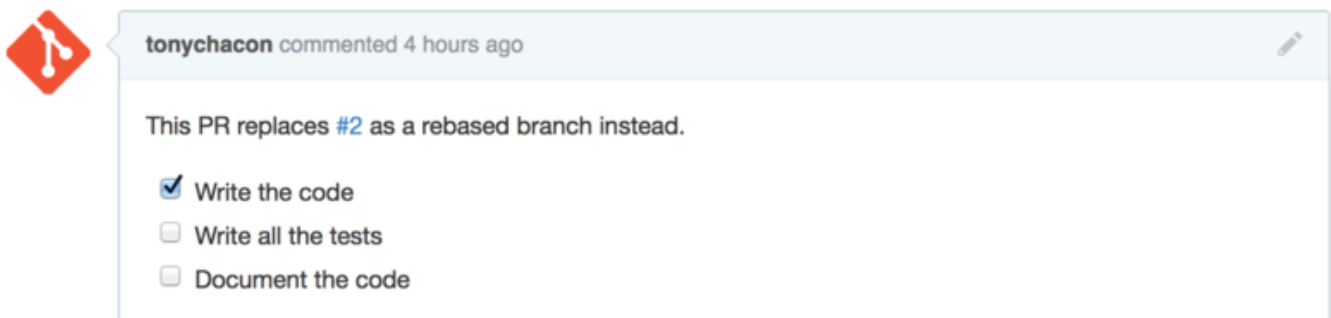 tonychacon commented 4 hours ago
This PR replaces #2 as a rebased branch instead.
Write the code
Write all the tests
Document the code